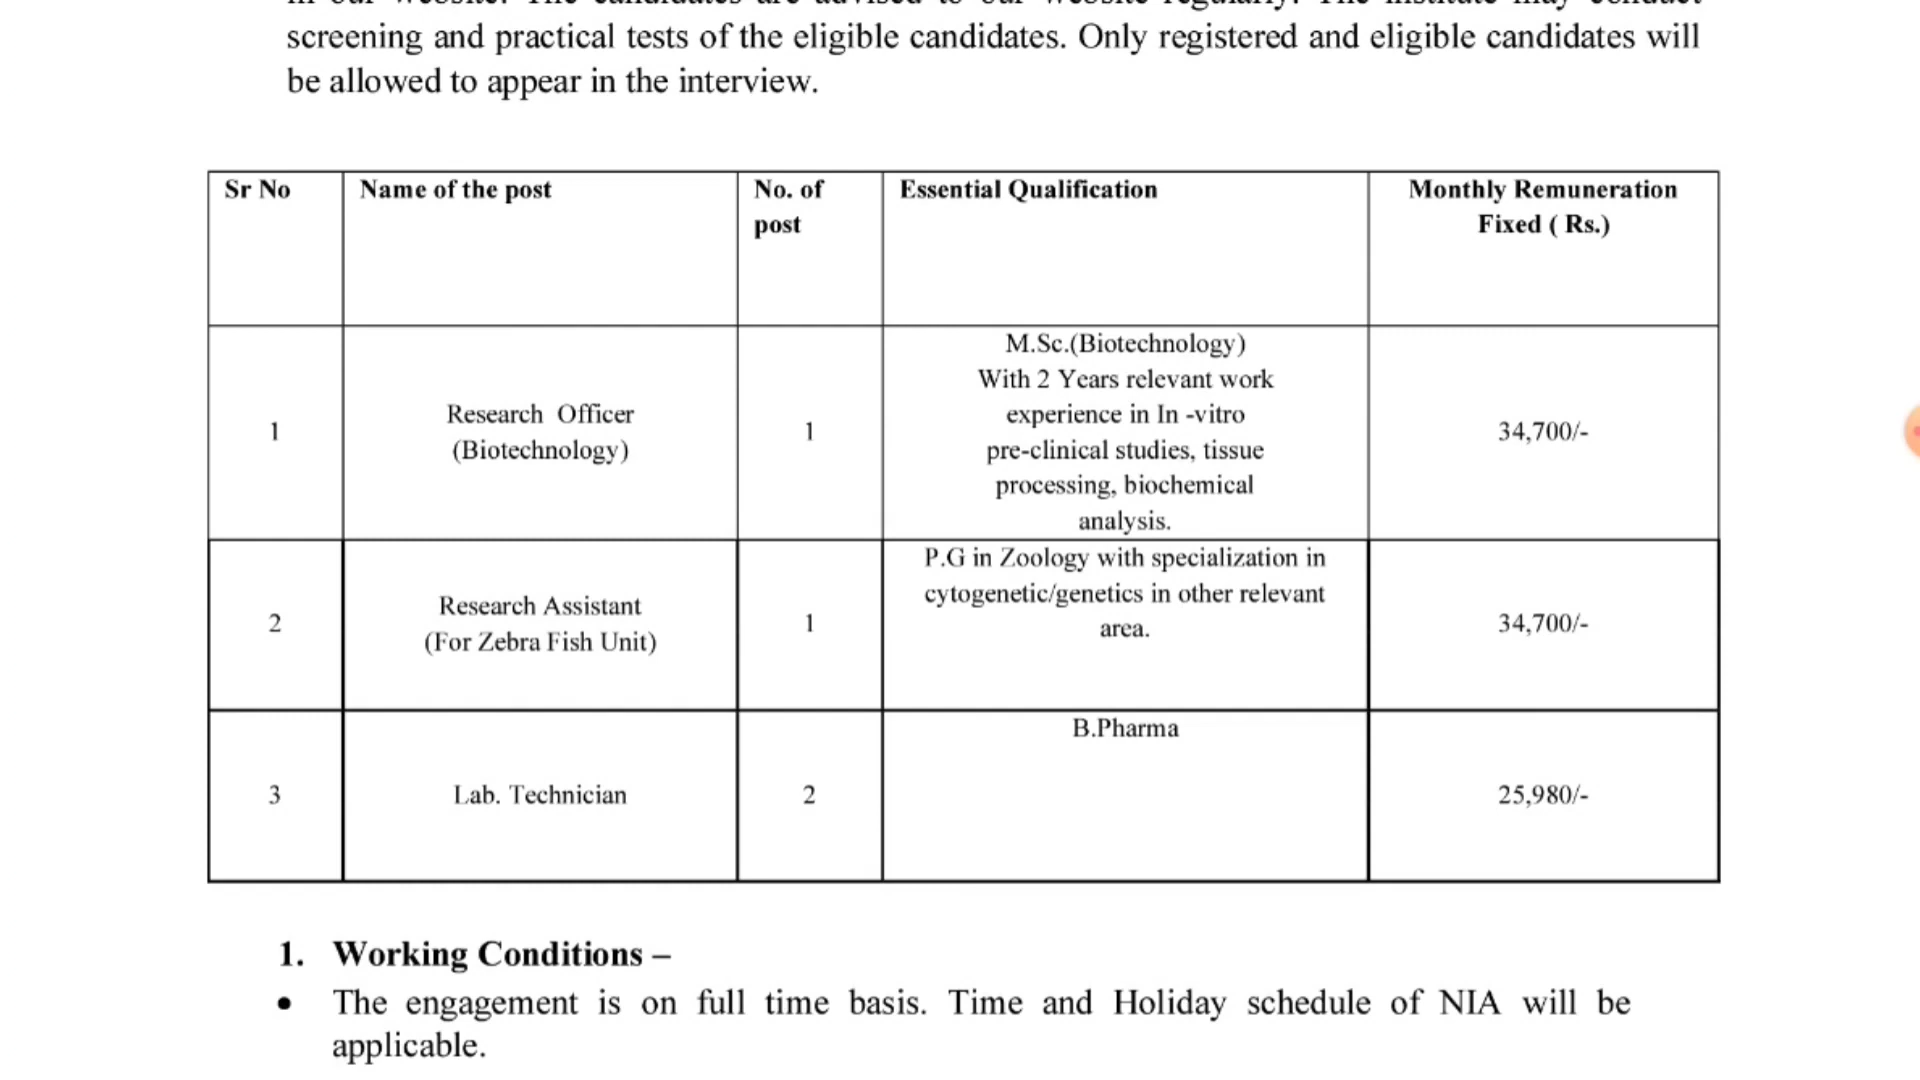 screening and practical tests of the eligible candidates. Only registered and eligible candidates will
be allowed to appear in the interview.
Sr No
Name of the post
No. of
post
Essential Qualification
Monthly Remuneration
Fixed ( Rs.)
1
Research Officer
(Biotechnology)
1
M.Sc.(Biotechnology)
With 2 Years relevant work
experience in In -vitro
pre-clinical studies, tissue
processing, biochemical
analysis.
34,700/-
2
Research Assistant
(For Zebra Fish Unit)
1
P.G in Zoology with specialization in
cytogenetic/genetics in other relevant
area.
34,700/-
3
Lab. Technician
2
B.Pharma
25,980/-
1. Working Conditions –
• The engagement is on full time basis. Time and Holiday schedule of NIA will be
applicable.